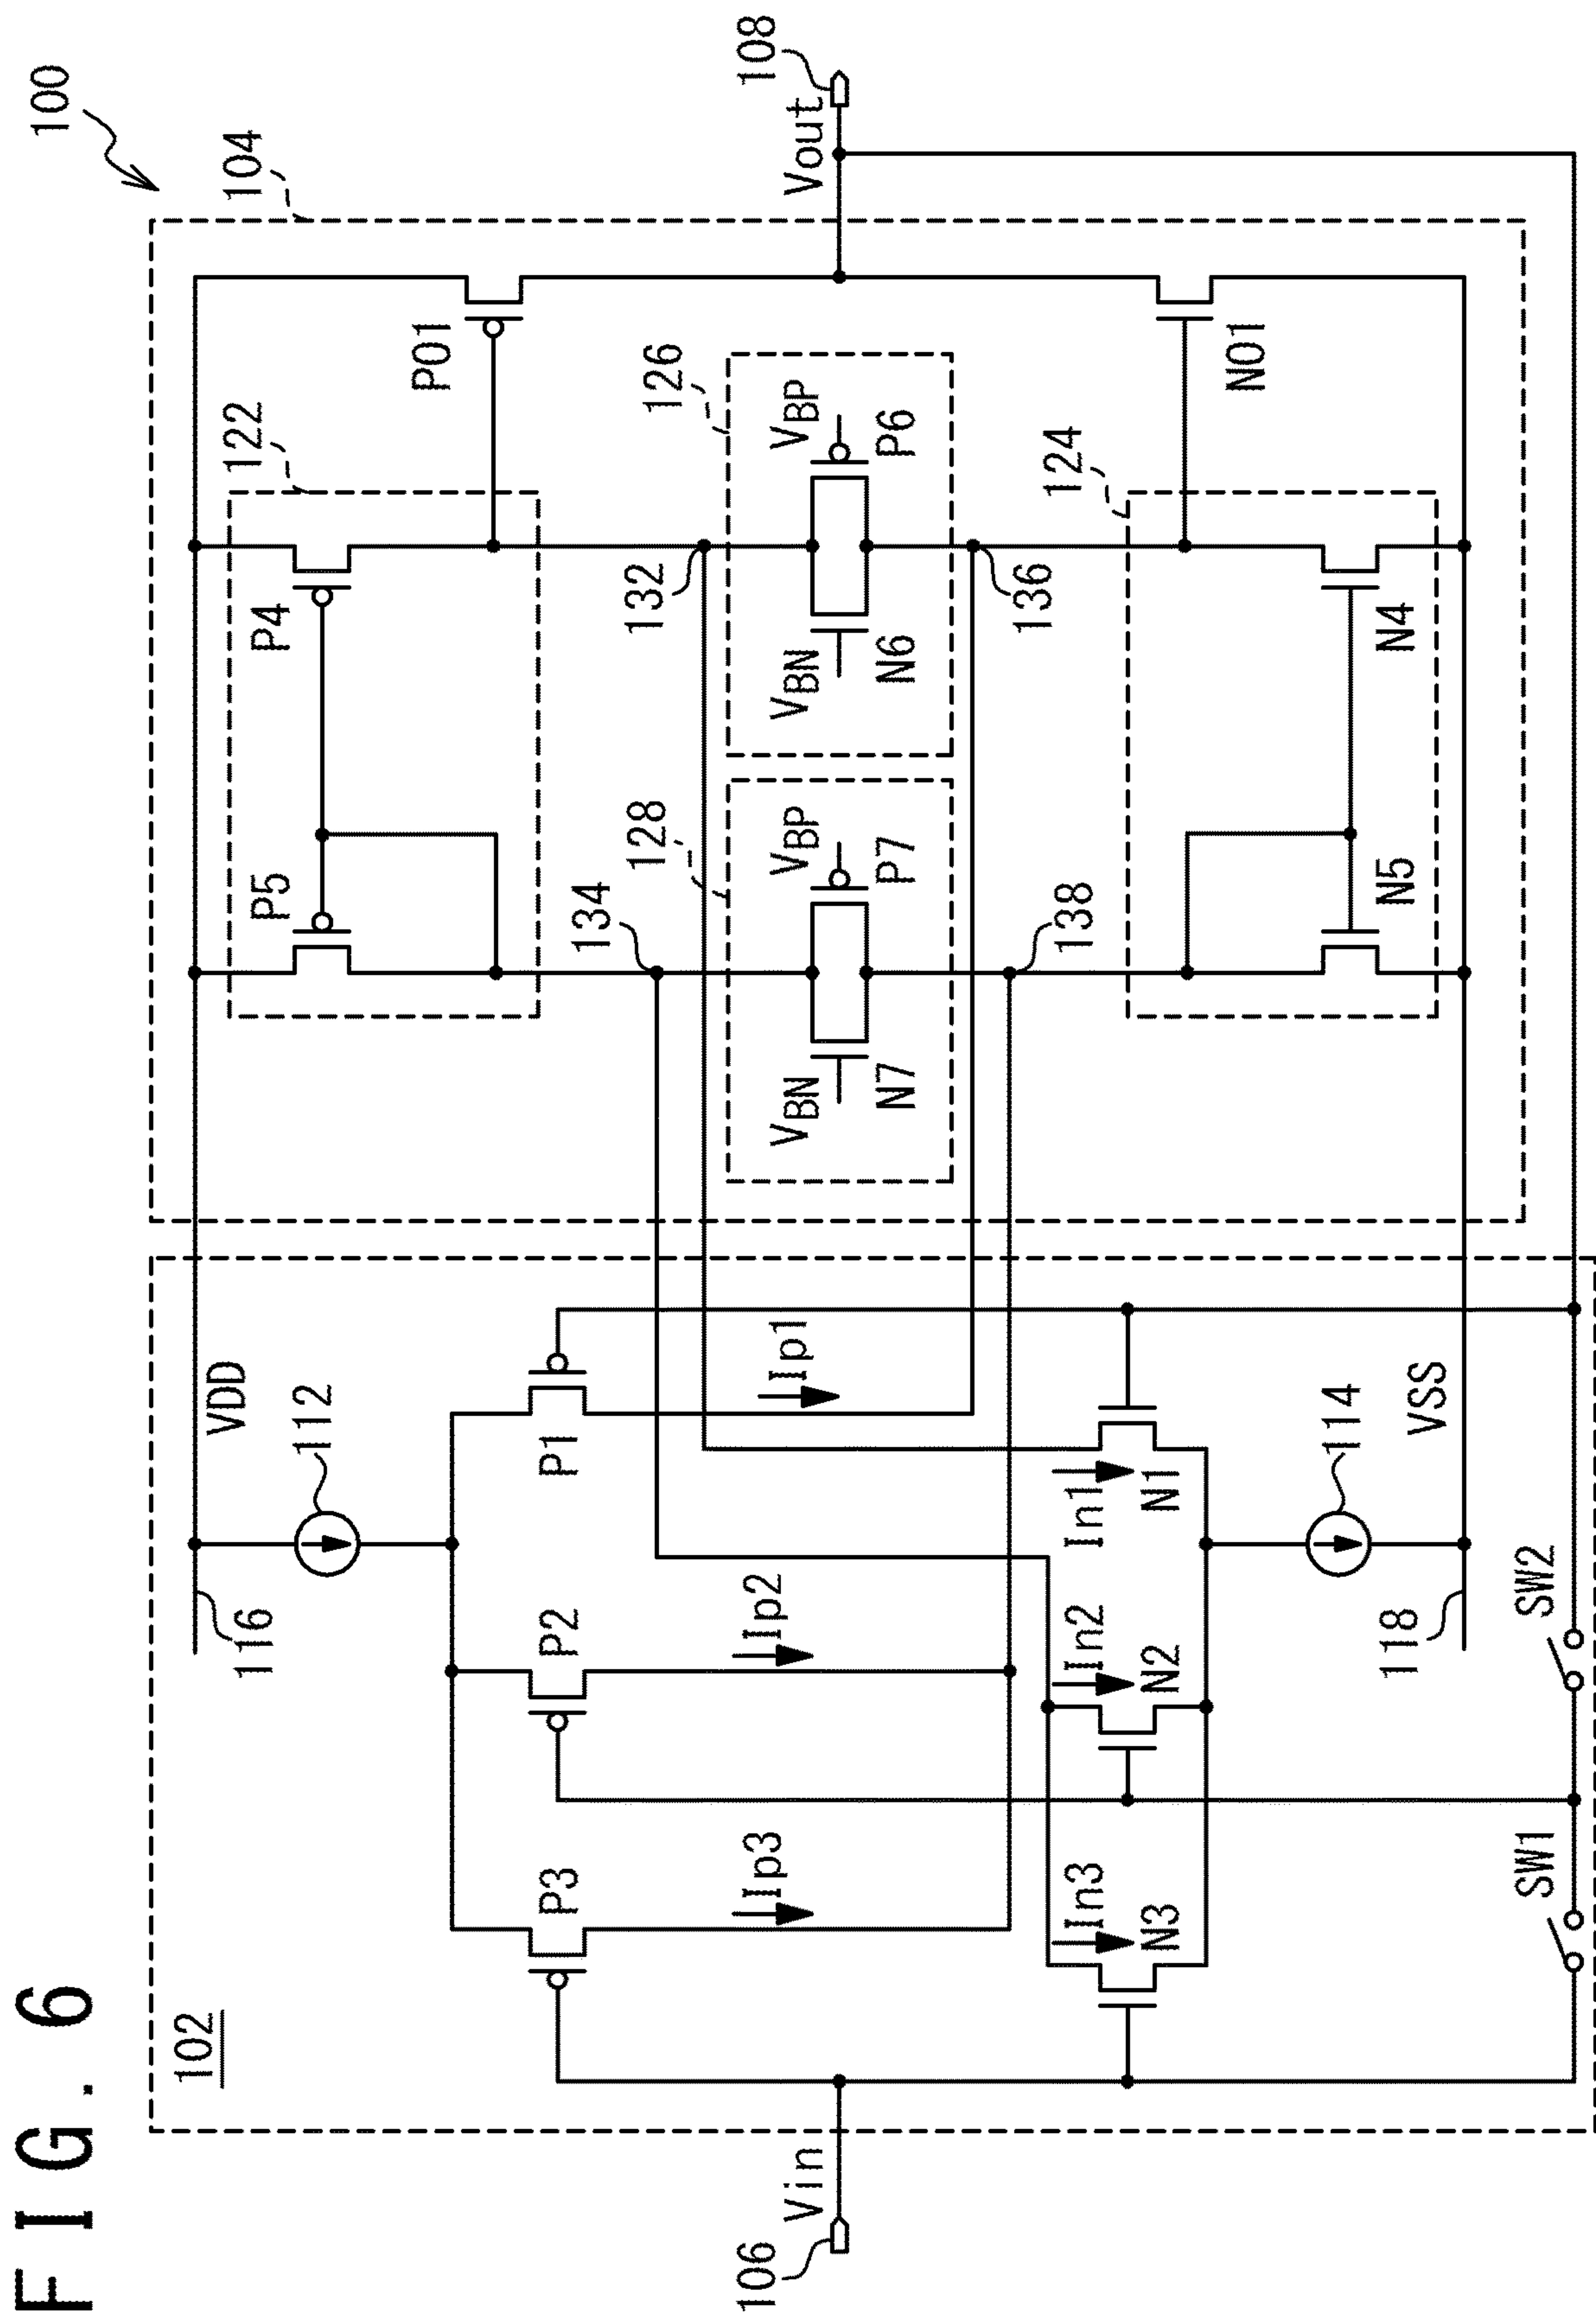 FIG. 6
100
102
104
VDD
116
112
122
P5
P4
P3
P2
P1
PO1
134
132
128
126
Ip3
Ip2
Ip1
106
Vin
VBN
VBP
VBN
VBP
Vout
108
N7
P7
N6
P6
138
136
In3
In2
In1
124
N3
N2
N1
NO1
114
N5
N4
118
VSS
SW1
SW2